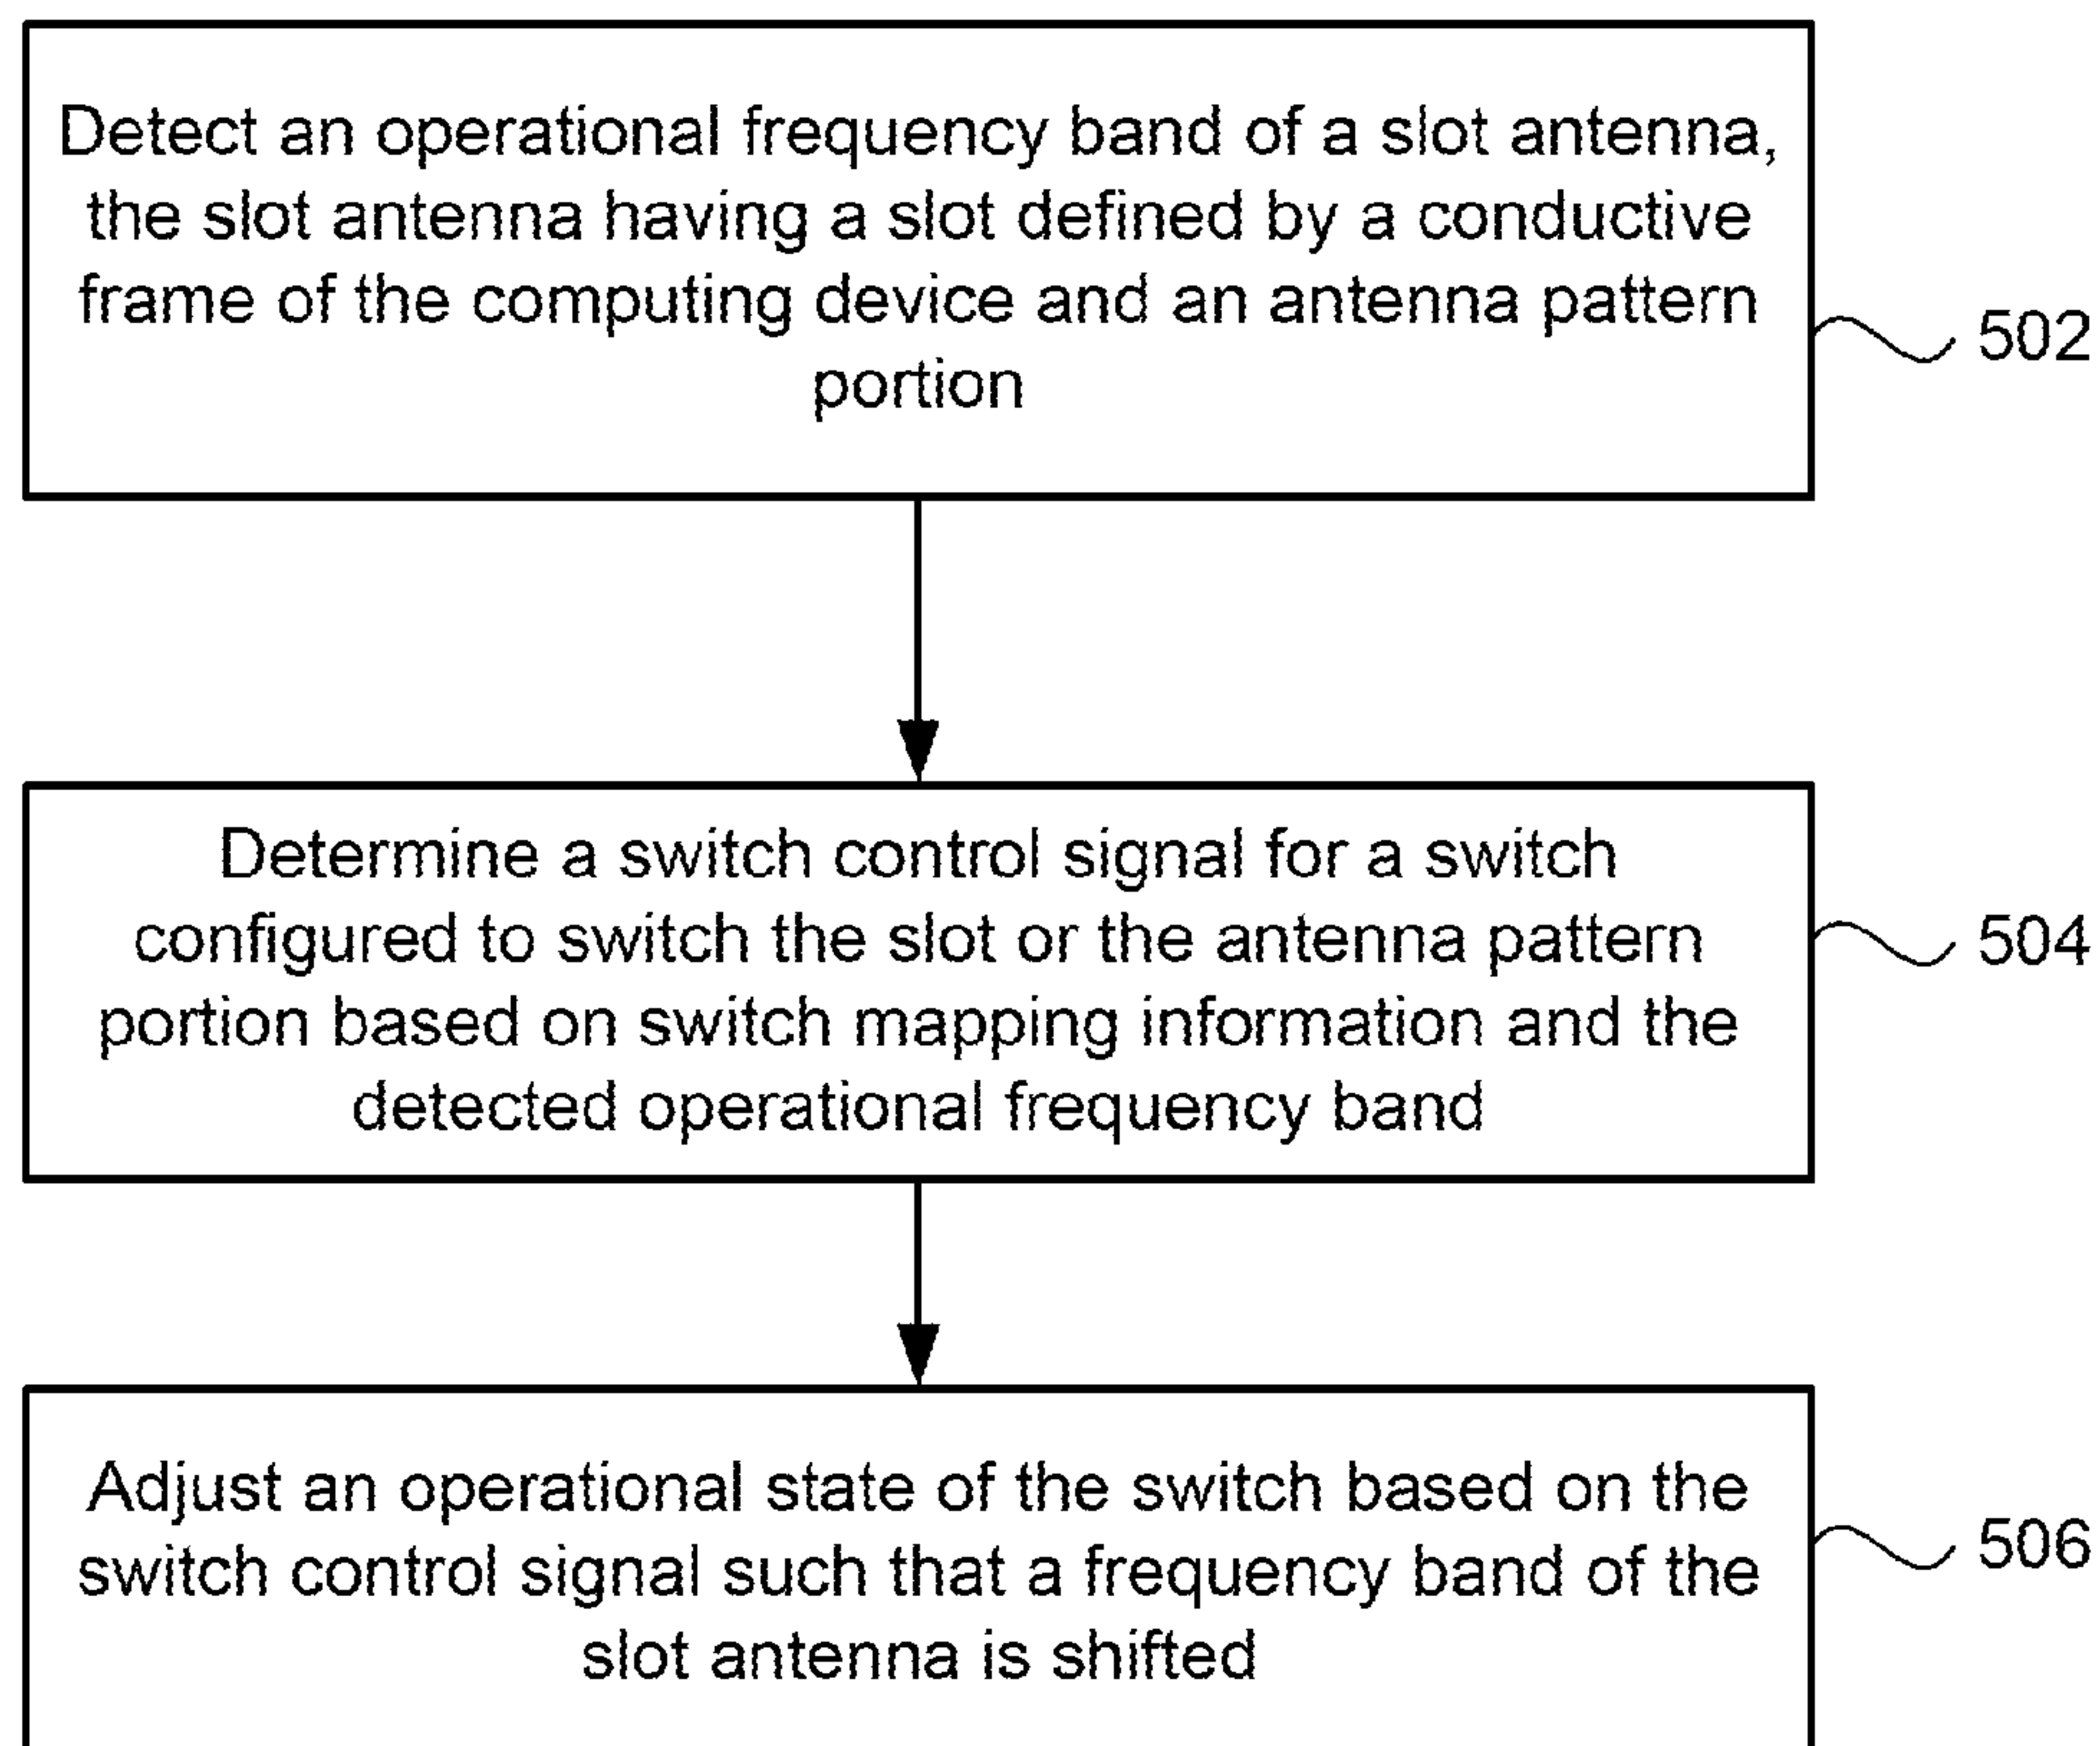 Detect an operational frequency band of a slot antenna,
the slot antenna having a slot defined by a conductive
frame of the computing device and an antenna pattern
portion
502
Determine a switch control signal for a switch
configured to switch the slot or the antenna pattern
portion based on switch mapping information and the
detected operational frequency band
504
Adjust an operational state of the switch based on the
switch control signal such that a frequency band of the
slot antenna is shifted
506